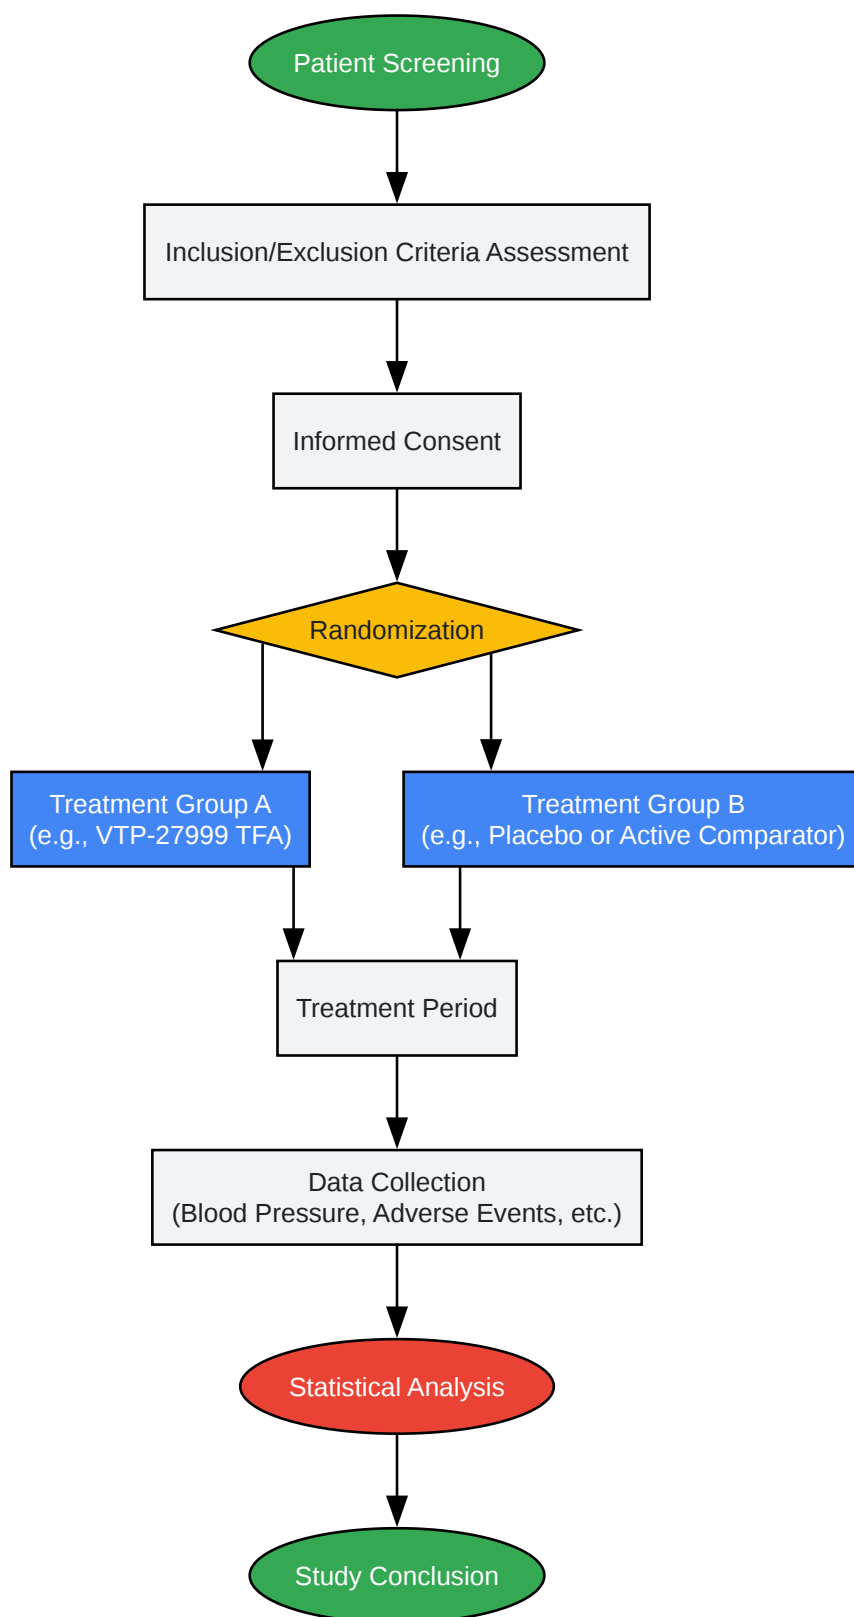 Patient Screening
Inclusion/Exclusion Criteria Assessment
Informed Consent
Randomization
Treatment Group A
(e.g., VTP-27999 TFA)
Treatment Group B
(e.g., Placebo or Active Comparator)
Treatment Period
Data Collection
(Blood Pressure, Adverse Events, etc.)
Statistical Analysis
Study Conclusion